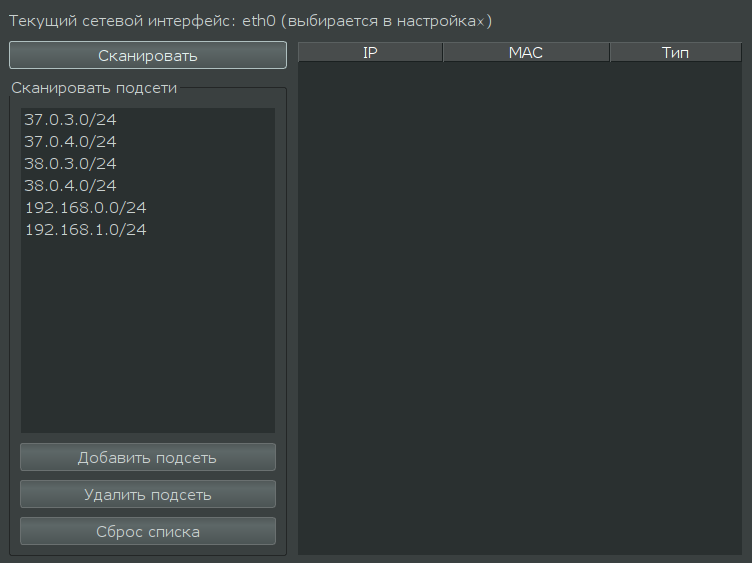 Текущий сетевой интерфейс: eth0 (выбирается в настройках)
Сканировать
IP MAC Тип
Сканировать подсети
37.0.3.0/24
37.0.4.0/24
38.0.3.0/24
38.0.4.0/24
192.168.0.0/24
192.168.1.0/24
Добавить подсеть
Удалить подсеть
Сброс списка